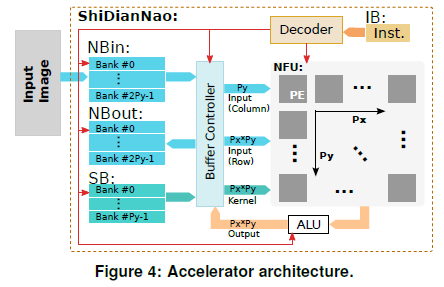 ShiDianNao:
IB:
Decoder
Inst.
Input
Image
NBin:
Bank #0
⋮
Bank #2Py-1
NBout:
Bank #0
⋮
Bank #2Py-1
SB:
Bank #0
⋮
Bank #Py-1
Buffer Controller
Py
Input
(Column)
Px*Py
Input
(Row)
Px*Py
Kernel
Px*Py
Output
NFU:
PE
Px
Py
ALU
Figure 4: Accelerator architecture.